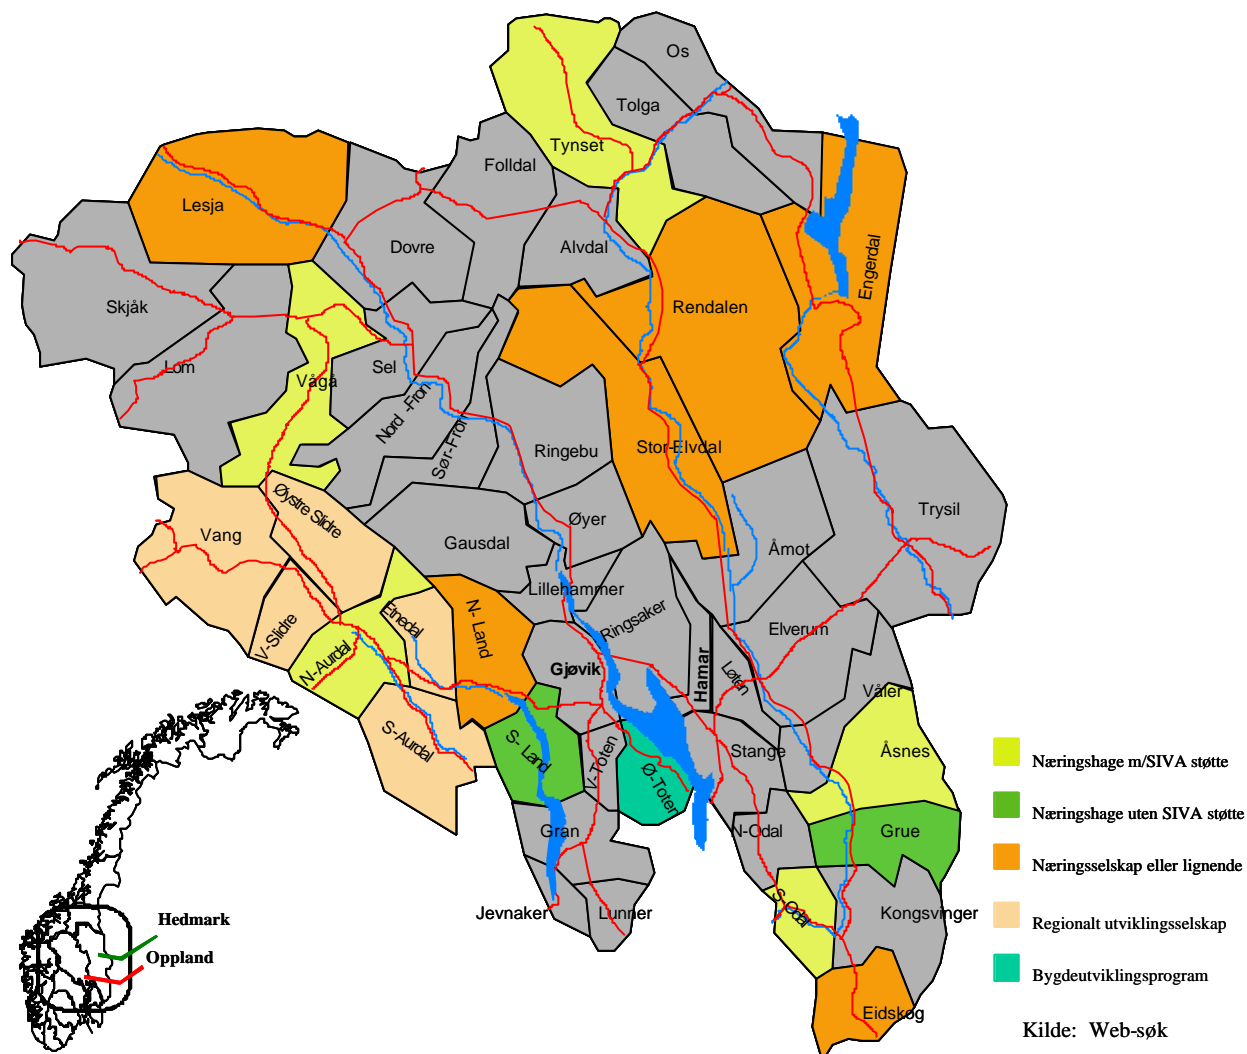 Os
Tolga
Tynset
Folldal
Lesja
Dovre
Alvdal
Engerdal
Skjåk
Rendalen
Lom
Vågå
Sel
Nord -Fron
Sør-Fron
Ringebu
Stor-Elvdal
Trysil
Øystre Slidre
Vang
Gausdal
Øyer
Åmot
Lillehammer
Ringsaker
Elverum
V-Slidre
N-Aurdal
Etnedal
N- Land
Gjøvik
Hamar
Løten
Våler
S-Aurdal
S- Land
V-Toten
Ø-Toten
Stange
Åsnes
Gran
N-Odal
Grue
Jevnaker
Lunner
S-Odal
Kongsvinger
Eidskog
Hedmark
Oppland
Næringshage m/SIVA støtte
Næringshage uten SIVA støtte
Næringsselskap eller lignende
Regionalt utviklingsselskap
Bygdeutviklingsprogram
Kilde: Web-søk